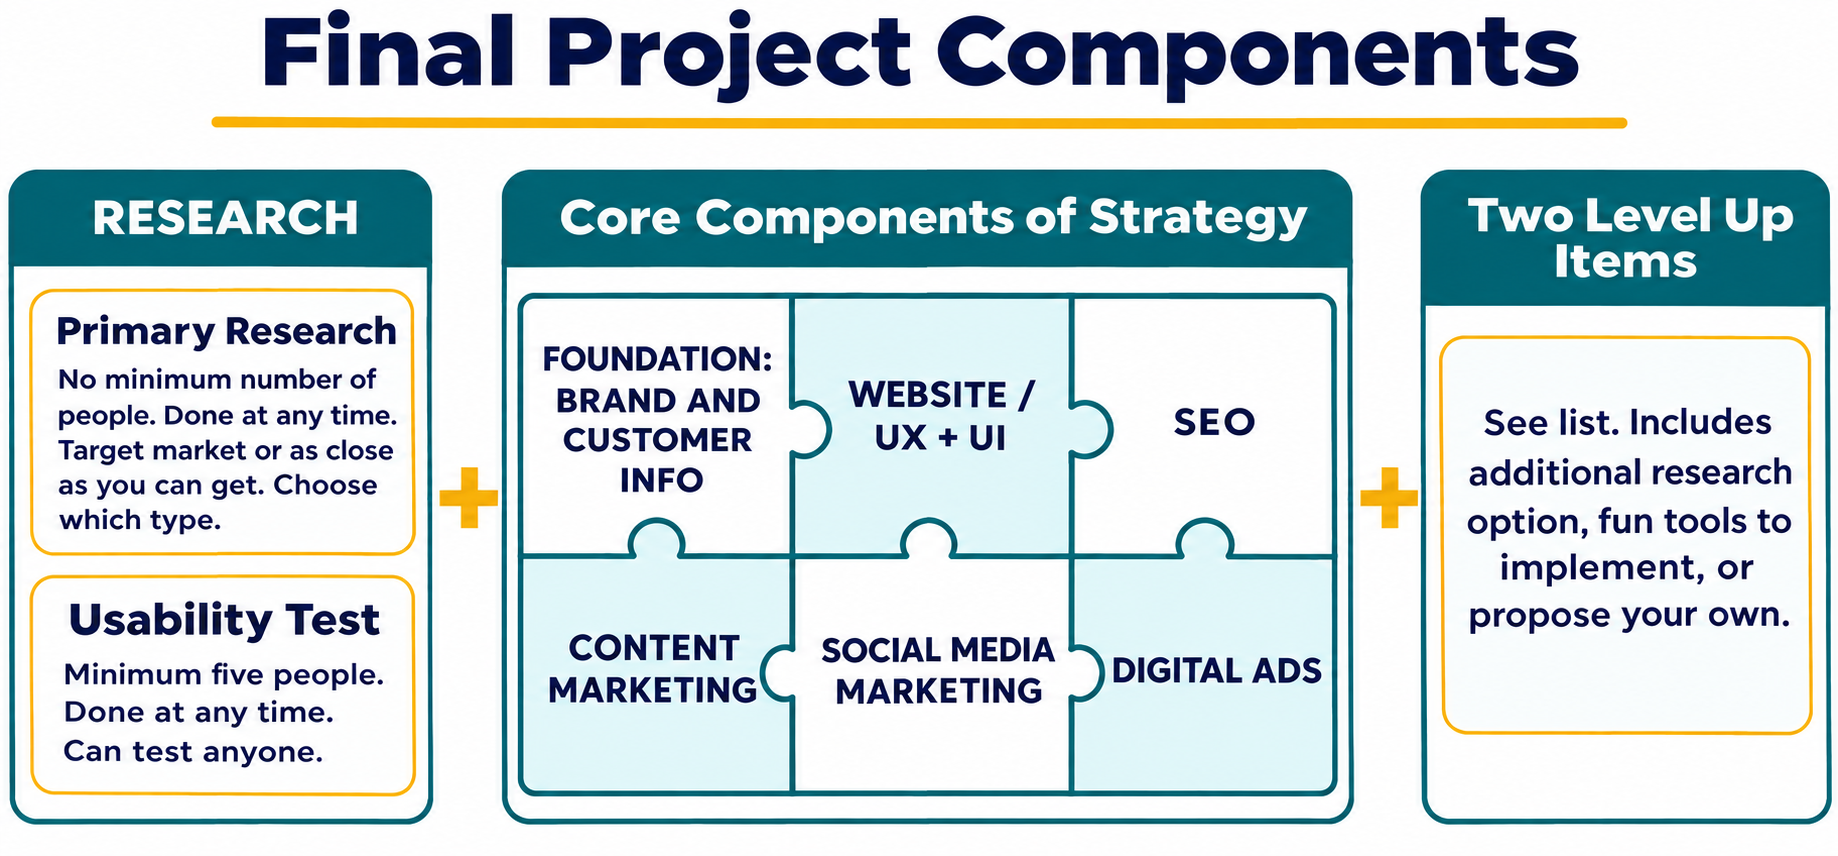 Final Project Components
RESEARCH
Primary Research
No minimum number of
people. Done at any time.
Target market or as close
as you can get. Choose
which type.
Usability Test
Minimum five people.
Done at any time.
Can test anyone.
+
Core Components of Strategy
FOUNDATION:
BRAND AND
CUSTOMER
INFO
WEBSITE /
UX + UI
SEO
CONTENT
MARKETING
SOCIAL MEDIA
MARKETING
DIGITAL ADS
+
Two Level Up
Items
See list. Includes
additional research
option, fun tools to
implement, or
propose your own.